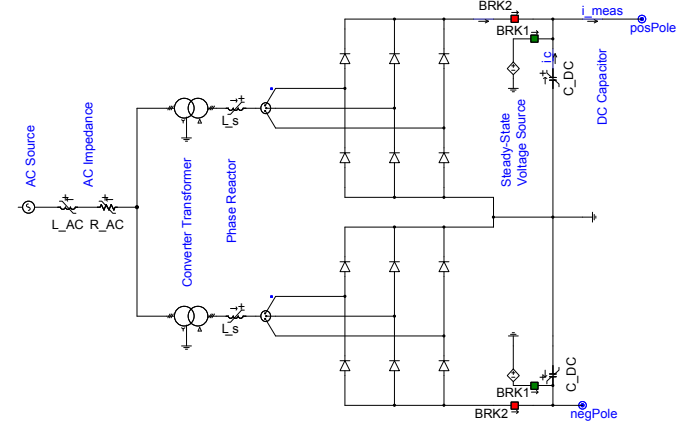 BRK2
i_meas
posPole
BRK1
ic
C_DC
DC Capacitor
Steady-State
Voltage Source
L_s
AC Source
AC Impedance
Converter Transformer
Phase Reactor
L_AC
R_AC
L_s
C_DC
BRK1
BRK2
negPole